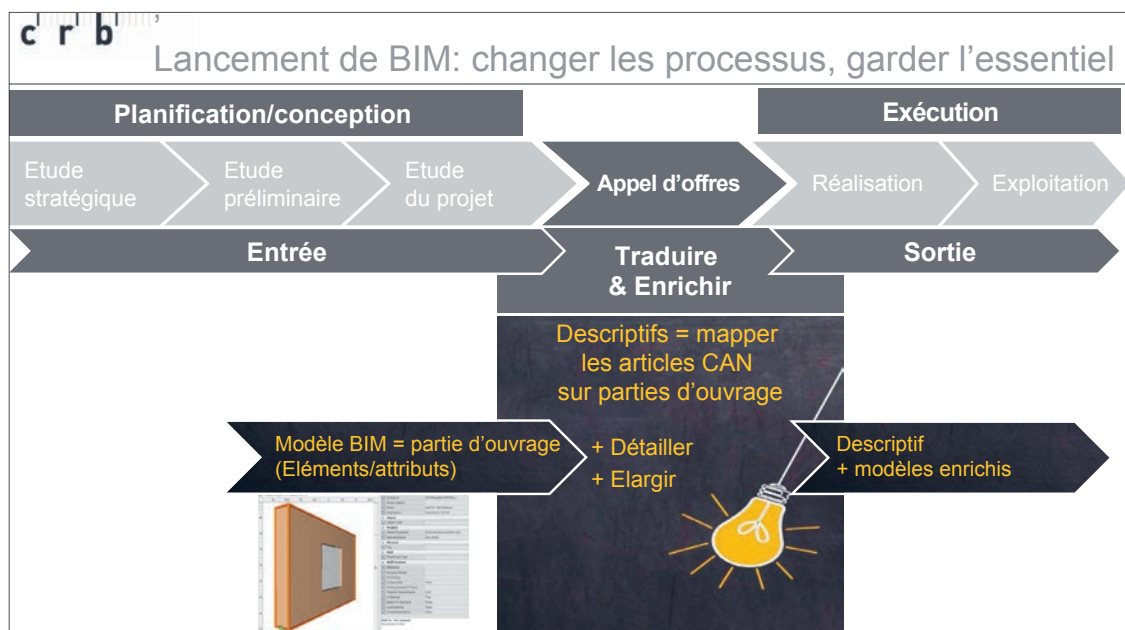 crb
,
Lancement de BIM: changer les processus, garder l’essentiel
Planification/conception
Exécution
Etude
stratégique
Etude
préliminaire
Etude
du projet
Appel d’offres
Réalisation
Exploitation
Entrée
Traduire
& Enrichir
Sortie
Descriptifs = mapper
les articles CAN
sur parties d’ouvrage
Modèle BIM = partie d’ouvrage
(Eléments/attributs)
+ Détailler
+ Elargir
Descriptif
+ modèles enrichis